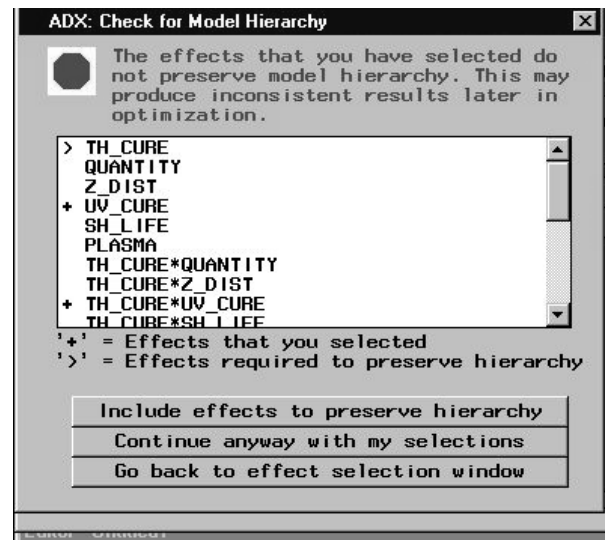 ADX: Check for Model Hierarchy
The effects that you have selected do
not preserve model hierarchy. This may
produce inconsistent results later in
optimization.
> TH_CURE
QUANTITY
Z_DIST
+ UV_CURE
SH_LIFE
PLASMA
TH_CURE*QUANTITY
TH_CURE*Z_DIST
+ TH_CURE*UV_CURE
TH_CURE*SH_LIFE
'+' = Effects that you selected
'>' = Effects required to preserve hierarchy
Include effects to preserve hierarchy
Continue anyway with my selections
Go back to effect selection window